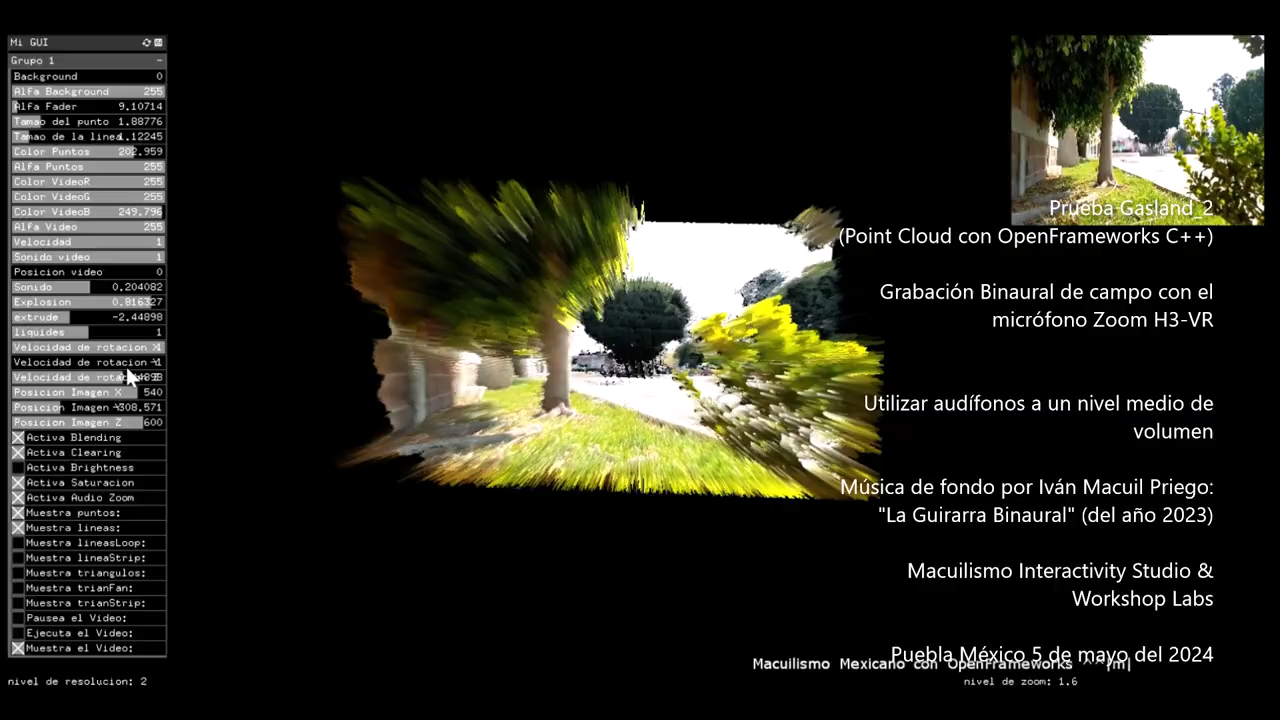 Mi GUI
Grupo 1
Background 0
Alfa Background 255
Alfa Fader 9.10714
Tamao del punto 1.88776
Tamao de la linea 1.12245
Color Puntos 202.959
Alfa Puntos 255
Color VideoR 255
Color VideoG 255
Color VideoB 249.796
Alfa Video 255
Velocidad 1
Sonido video 1
Posicion video 0
Sonido 0.204082
Explosion 0.816327
extrude -2.44898
liquides 1
Velocidad de rotacion
Velocidad de rotacion
Velocidad de
Posicion Imagen X 540
Posicion Imagen
Posicion Imagen Z 600
Activa Blending
Activa Clearing
Activa Brightness
Activa Saturacion
Activa Audio Zoom
Muestra puntos:
Muestra lineas:
Muestra lineasLoop:
Muestra lineaStrip:
Muestra triangulos:
Muestra trianFan:
Muestra trianStrip:
Pausea el Video:
Ejecuta el Video:
Muestra el Video:
nivel de resolucion: 2
Prueba Gasland_2
(Point Cloud con OpenFrameworks C++)
Grabación Binaural de campo con el
micrófono Zoom H3-VR
Utilizar audífonos a un nivel medio de
volumen
Música de fondo por Iván Macuil Priego:
"La Guirarra Binaural" (del año 2023)
Macuilismo Interactivity Studio &
Workshop Labs
Puebla México 5 de mayo del 2024
Macuilismo Mexicano con OpenFrameworks ^^|m|
nivel de zoom: 1.6